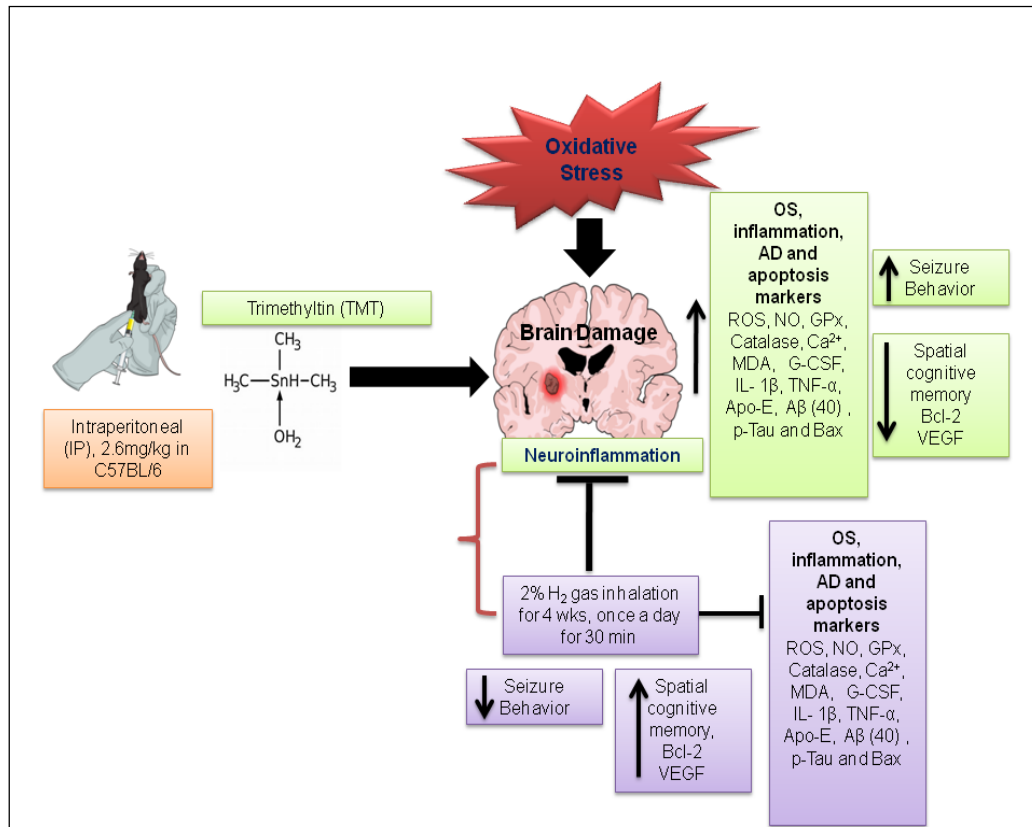 Oxidative
Stress
Trimethyltin (TMT)
CH₃
H₃C—SnH—CH₃
OH₂
Intraperitoneal
(IP), 2.6mg/kg in
C57BL/6
Brain Damage
Neuroinflammation
OS,
inflammation,
AD and
apoptosis
markers
ROS, NO, GPx,
Catalase, Ca²⁺,
MDA, G-CSF,
IL- 1β, TNF-α,
Apo-E, Aβ (40) ,
p-Tau and Bax
Seizure
Behavior
Spatial
cognitive
memory
Bcl-2
VEGF
2% H₂ gas inhalation
for 4 wks, once a day
for 30 min
Seizure
Behavior
Spatial
cognitive
memory,
Bcl-2
VEGF
OS,
inflammation,
AD and
apoptosis
markers
ROS, NO, GPx,
Catalase, Ca²⁺,
MDA, G-CSF,
IL- 1β, TNF-α,
Apo-E, Aβ (40) ,
p-Tau and Bax